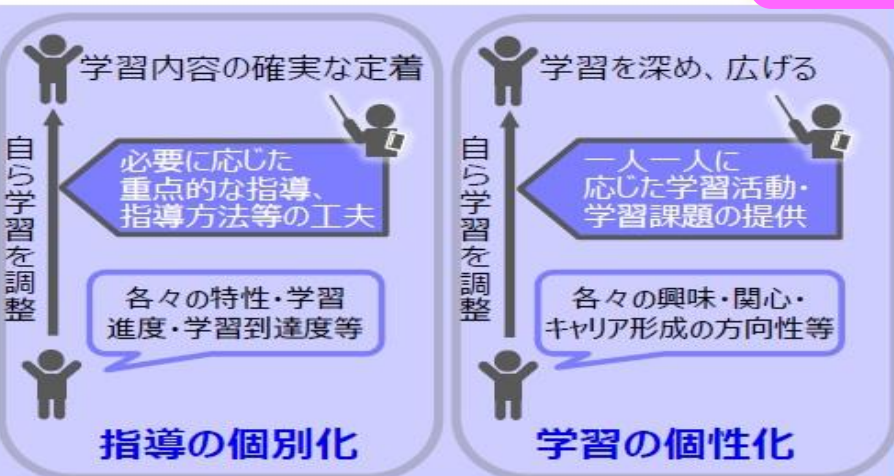 学習内容の確実な定着
自ら学習を調整
必要に応じた
重点的な指導、
指導方法等の工夫
各々の特性・学習
進度・学習到達度等
指導の個別化
学習を深め、広げる
自ら学習を調整
一人一人に
応じた学習活動・
学習課題の提供
各々の興味・関心・
キャリア形成の方向性等
学習の個性化